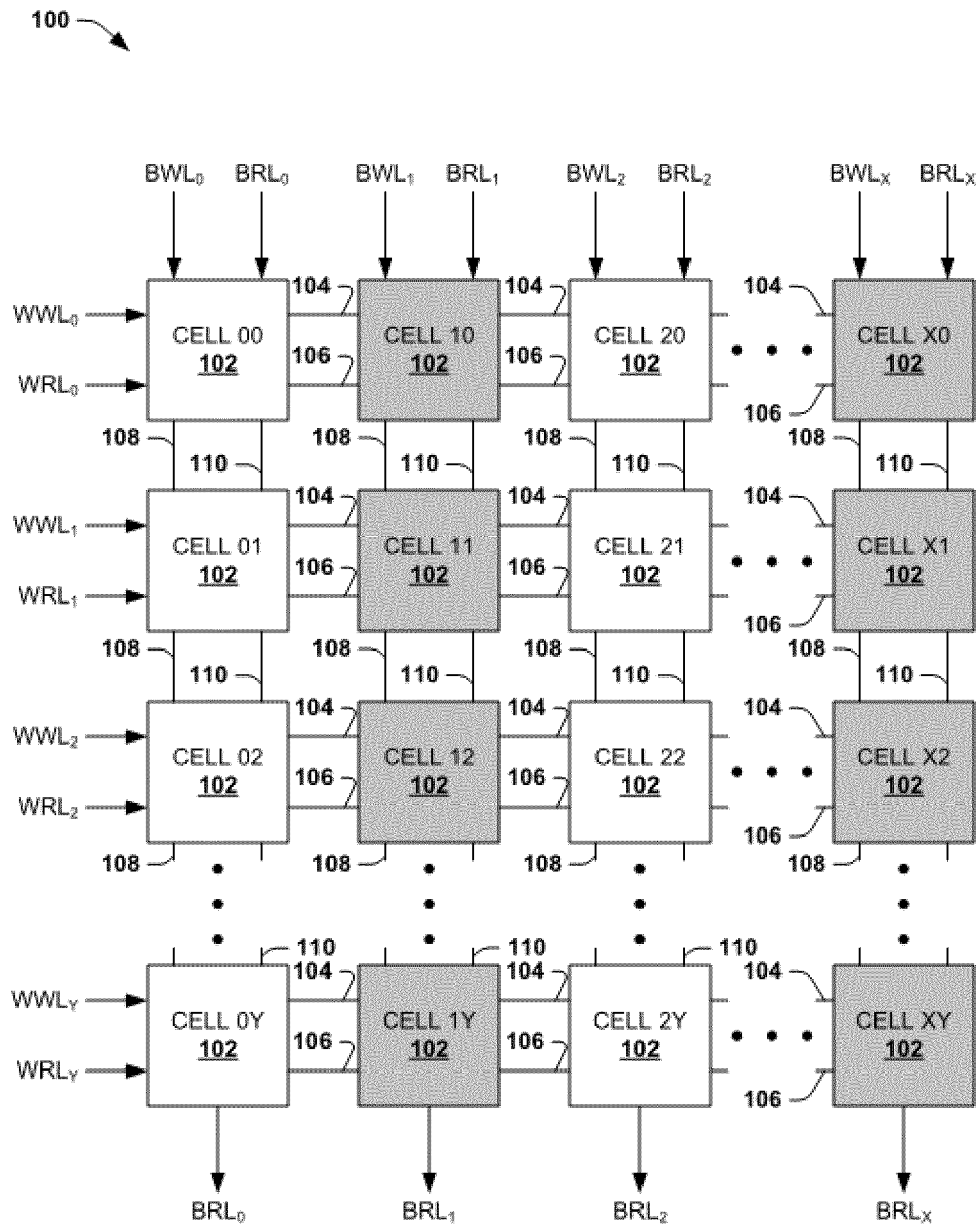 100
BWL₀ BRL₀ BWL₁ BRL₁ BWL₂ BRL₂ BWLₓ BRLₓ
104 104 104
WWL₀ CELL 00 CELL 10 CELL 20 CELL X0
102 106 102 106 102 102
WRL₀ 106
108 108 108 108
110 110 110 110
104 104 104
WWL₁ CELL 01 CELL 11 CELL 21 CELL X1
102 106 102 106 102 102
WRL₁ 106
108 108 108 108
110 110 110 110
104 104 104
WWL₂ CELL 02 CELL 12 CELL 22 CELL X2
102 106 102 106 102 102
WRL₂ 106
108 108 108 108
110 110 110
104 104 104
WWLY CELL 0Y CELL 1Y CELL 2Y CELL XY
102 106 102 106 102 102
WRLY 106
BRL₀ BRL₁ BRL₂ BRLₓ